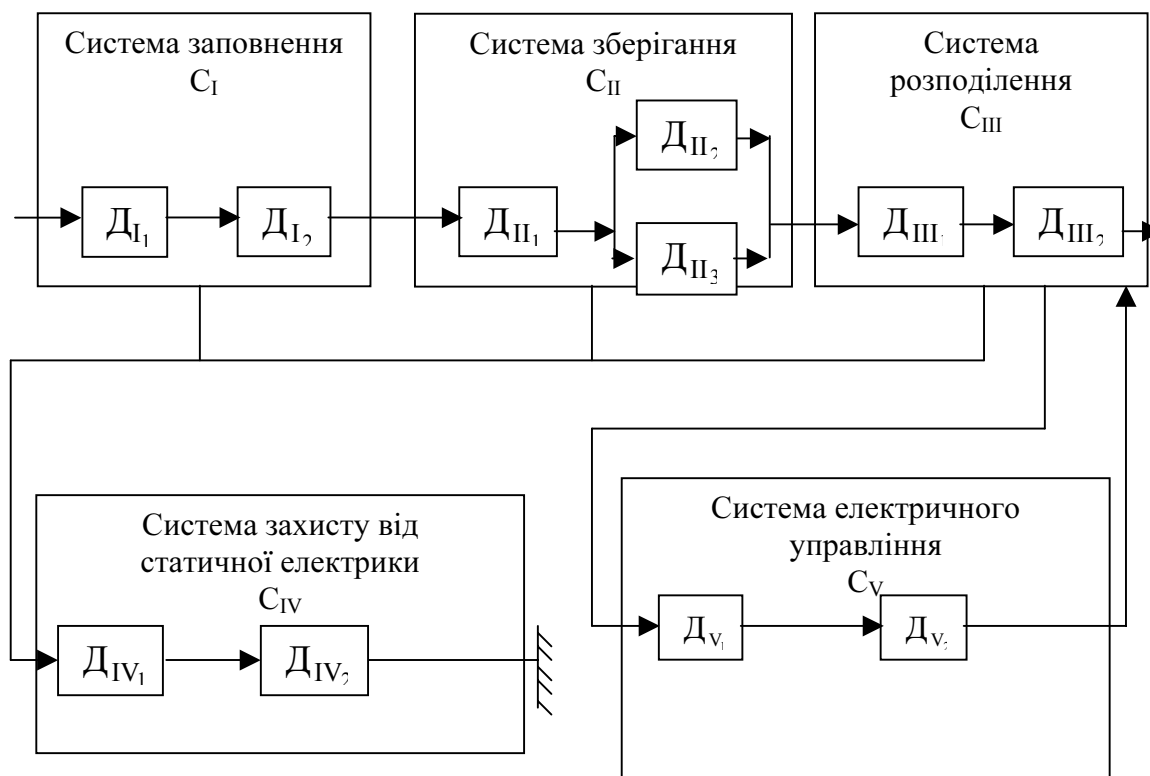 Система заповнення
C_I
Д_I₁
Д_I₂
Система зберігання
C_II
Д_II₁
Д_II₂
Д_II₃
Система
розподілення
C_III
Д_III₁
Д_III₂
Система захисту від
статичної електрики
C_IV
Д_IV₁
Д_IV₂
Система електричного
управління
C_V
Д_V₁
Д_V₂